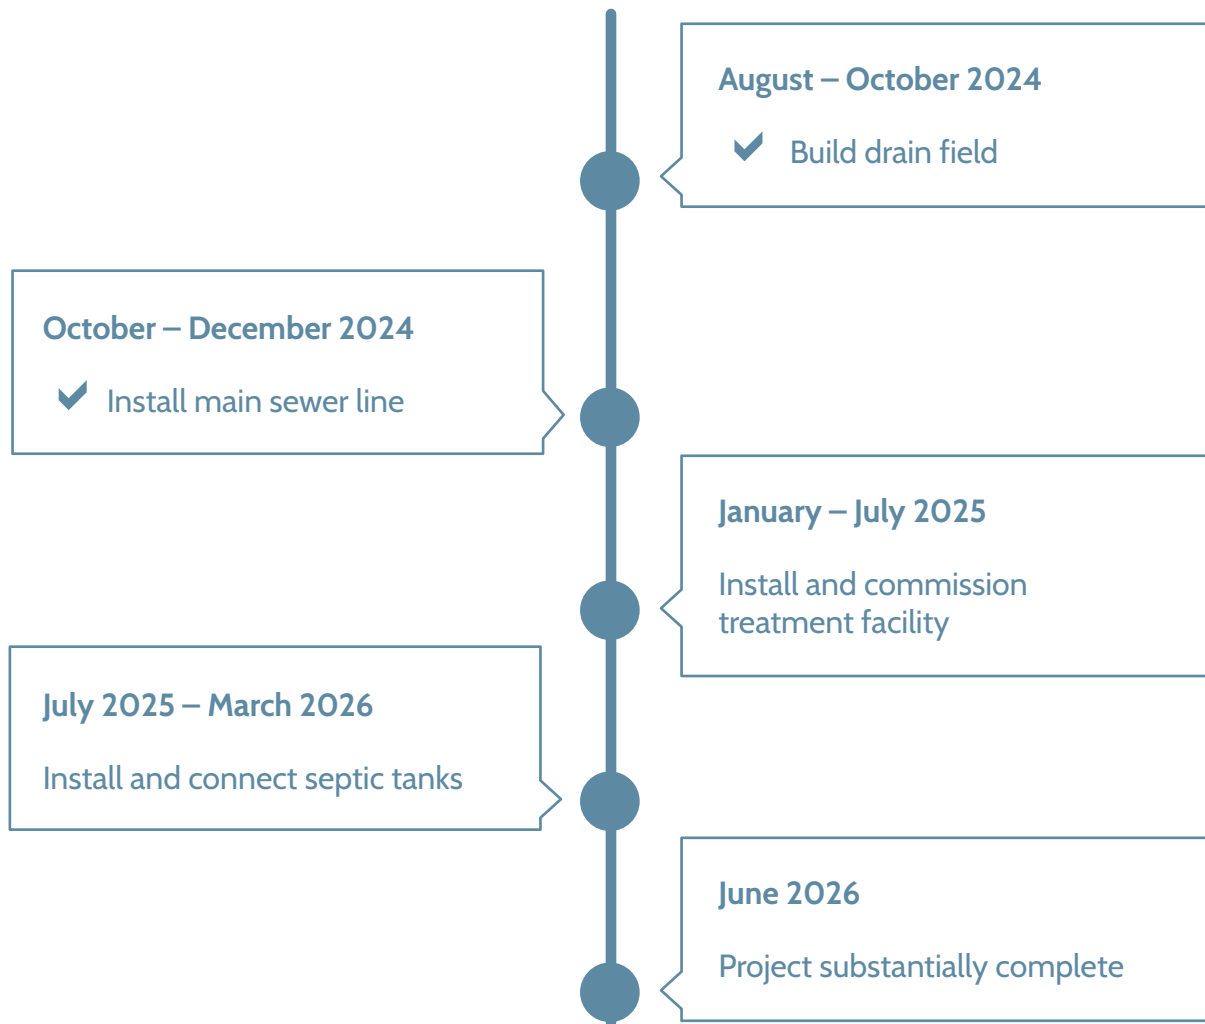 August – October 2024
Build drain field
October – December 2024
Install main sewer line
January – July 2025
Install and commission
treatment facility
July 2025 – March 2026
Install and connect septic tanks
June 2026
Project substantially complete